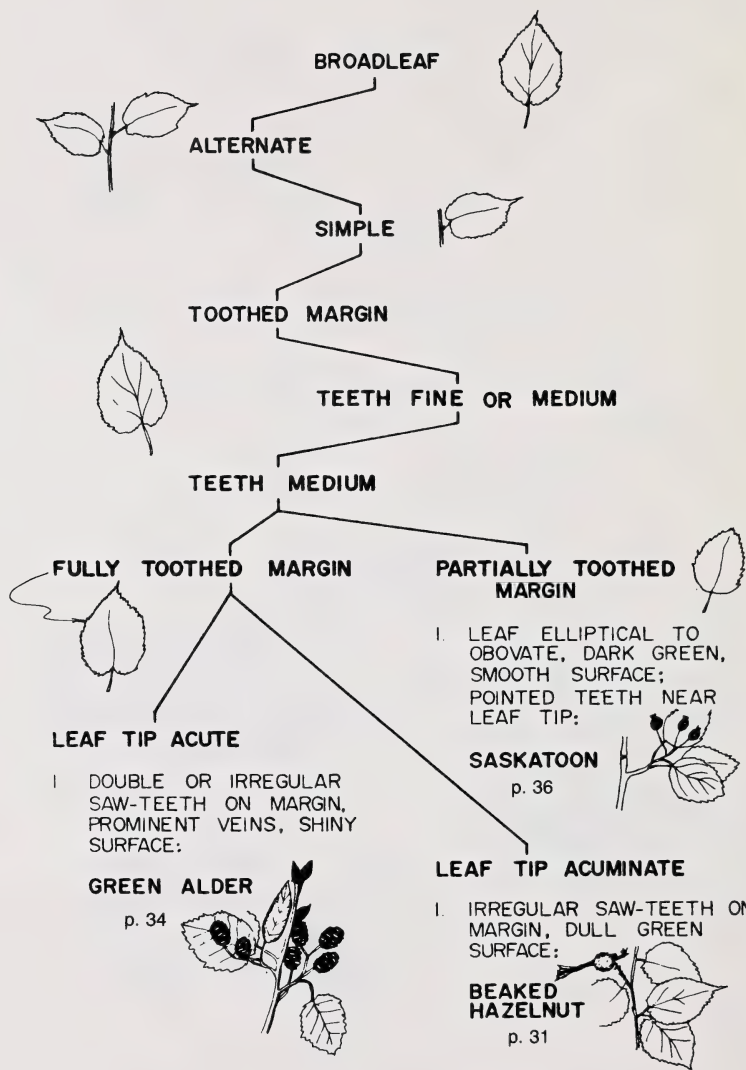 BROADLEAF
ALTERNATE
SIMPLE
TOOTHED MARGIN
TEETH FINE OR MEDIUM
TEETH MEDIUM
FULLY TOOTHED MARGIN
PARTIALLY TOOTHED
MARGIN
1. LEAF ELLIPTICAL TO
OBOVATE, DARK GREEN,
SMOOTH SURFACE;
POINTED TEETH NEAR
LEAF TIP:
SASKATOON
p. 36
LEAF TIP ACUTE
1 DOUBLE OR IRREGULAR
SAW-TEETH ON MARGIN,
PROMINENT VEINS, SHINY
SURFACE:
GREEN ALDER
p. 34
LEAF TIP ACUMINATE
1. IRREGULAR SAW-TEETH ON
MARGIN, DULL GREEN
SURFACE:
BEAKED
HAZELNUT
p. 31